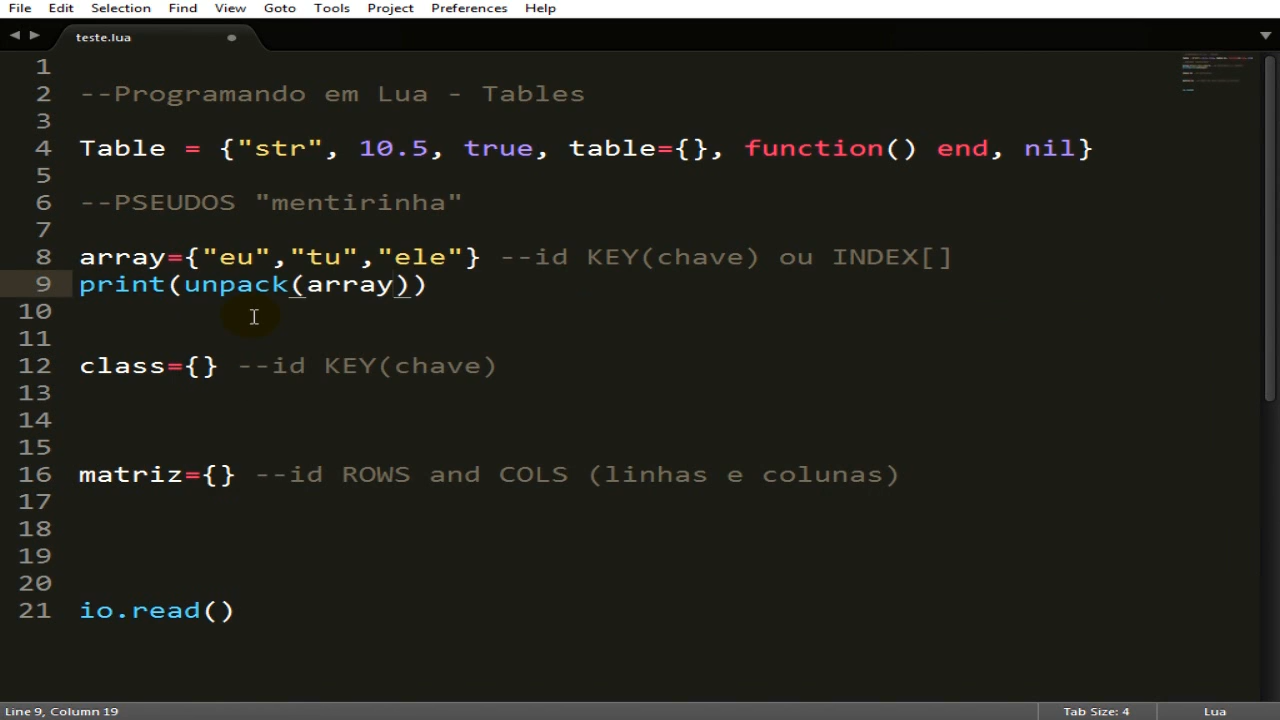 File Edit Selection Find View Goto Tools Project Preferences Help
teste.lua
1
2 --Programando em Lua - Tables
3
4 Table = {"str", 10.5, true, table={}, function() end, nil}
5
6 --PSEUDOS "mentirinha"
7
8 array={"eu","tu","ele"} --id KEY(chave) ou INDEX[]
9 print(unpack(array))
10
11
12 class={} --id KEY(chave)
13
14
15
16 matriz={} --id ROWS and COLS (linhas e colunas)
17
18
19
20
21 io.read()
Line 9, Column 19 Tab Size: 4 Lua